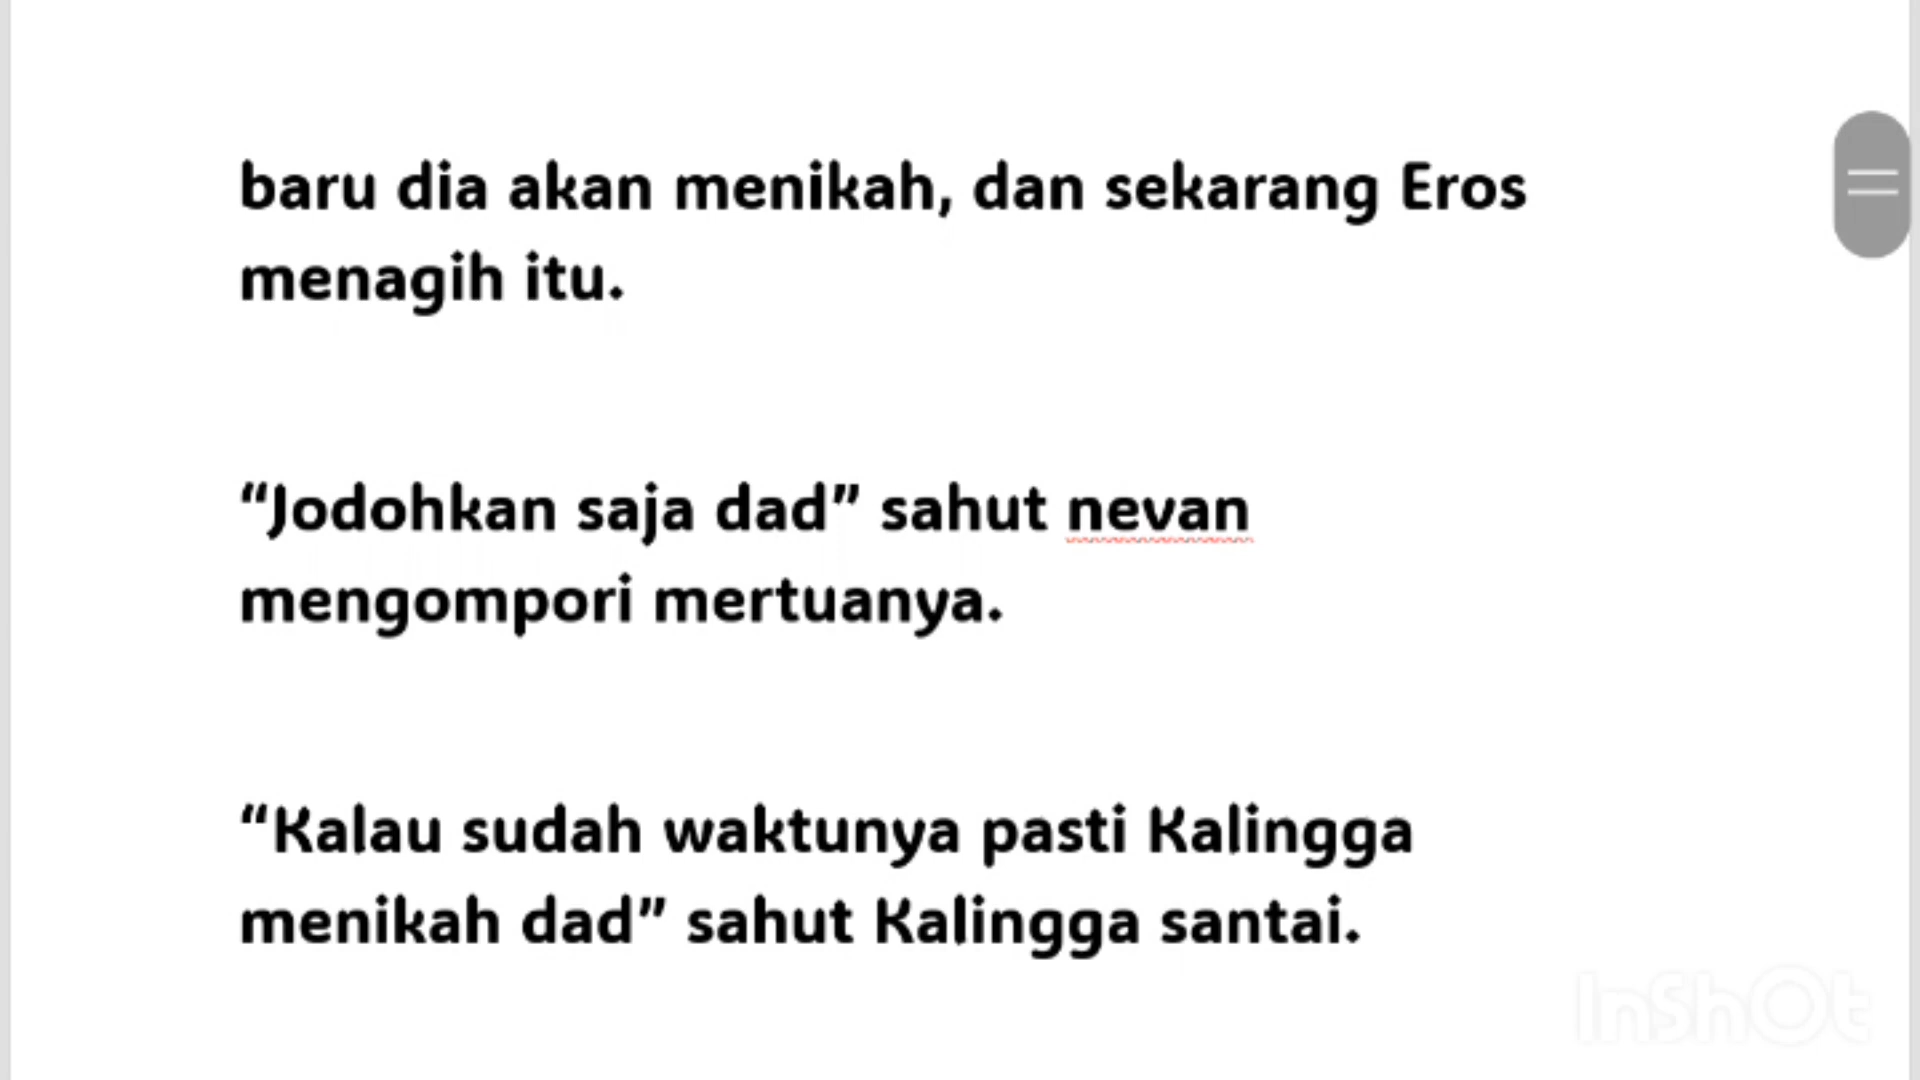 baru dia akan menikah, dan sekarang Eros
menagih itu.
“Jodohkan saja dad” sahut nevan
mengompori mertuanya.
“Kalau sudah waktunya pasti Kalingga
menikah dad” sahut Kalingga santai.
InShOt